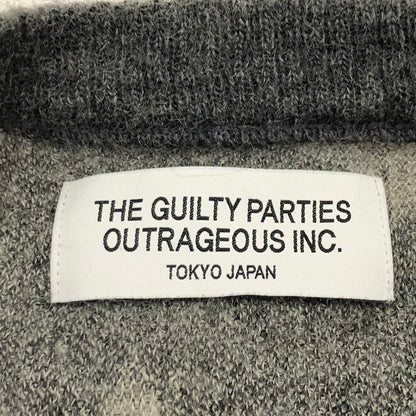 THE GUILTY PARTIES
OUTRAGEOUS INC.
TOKYO JAPAN